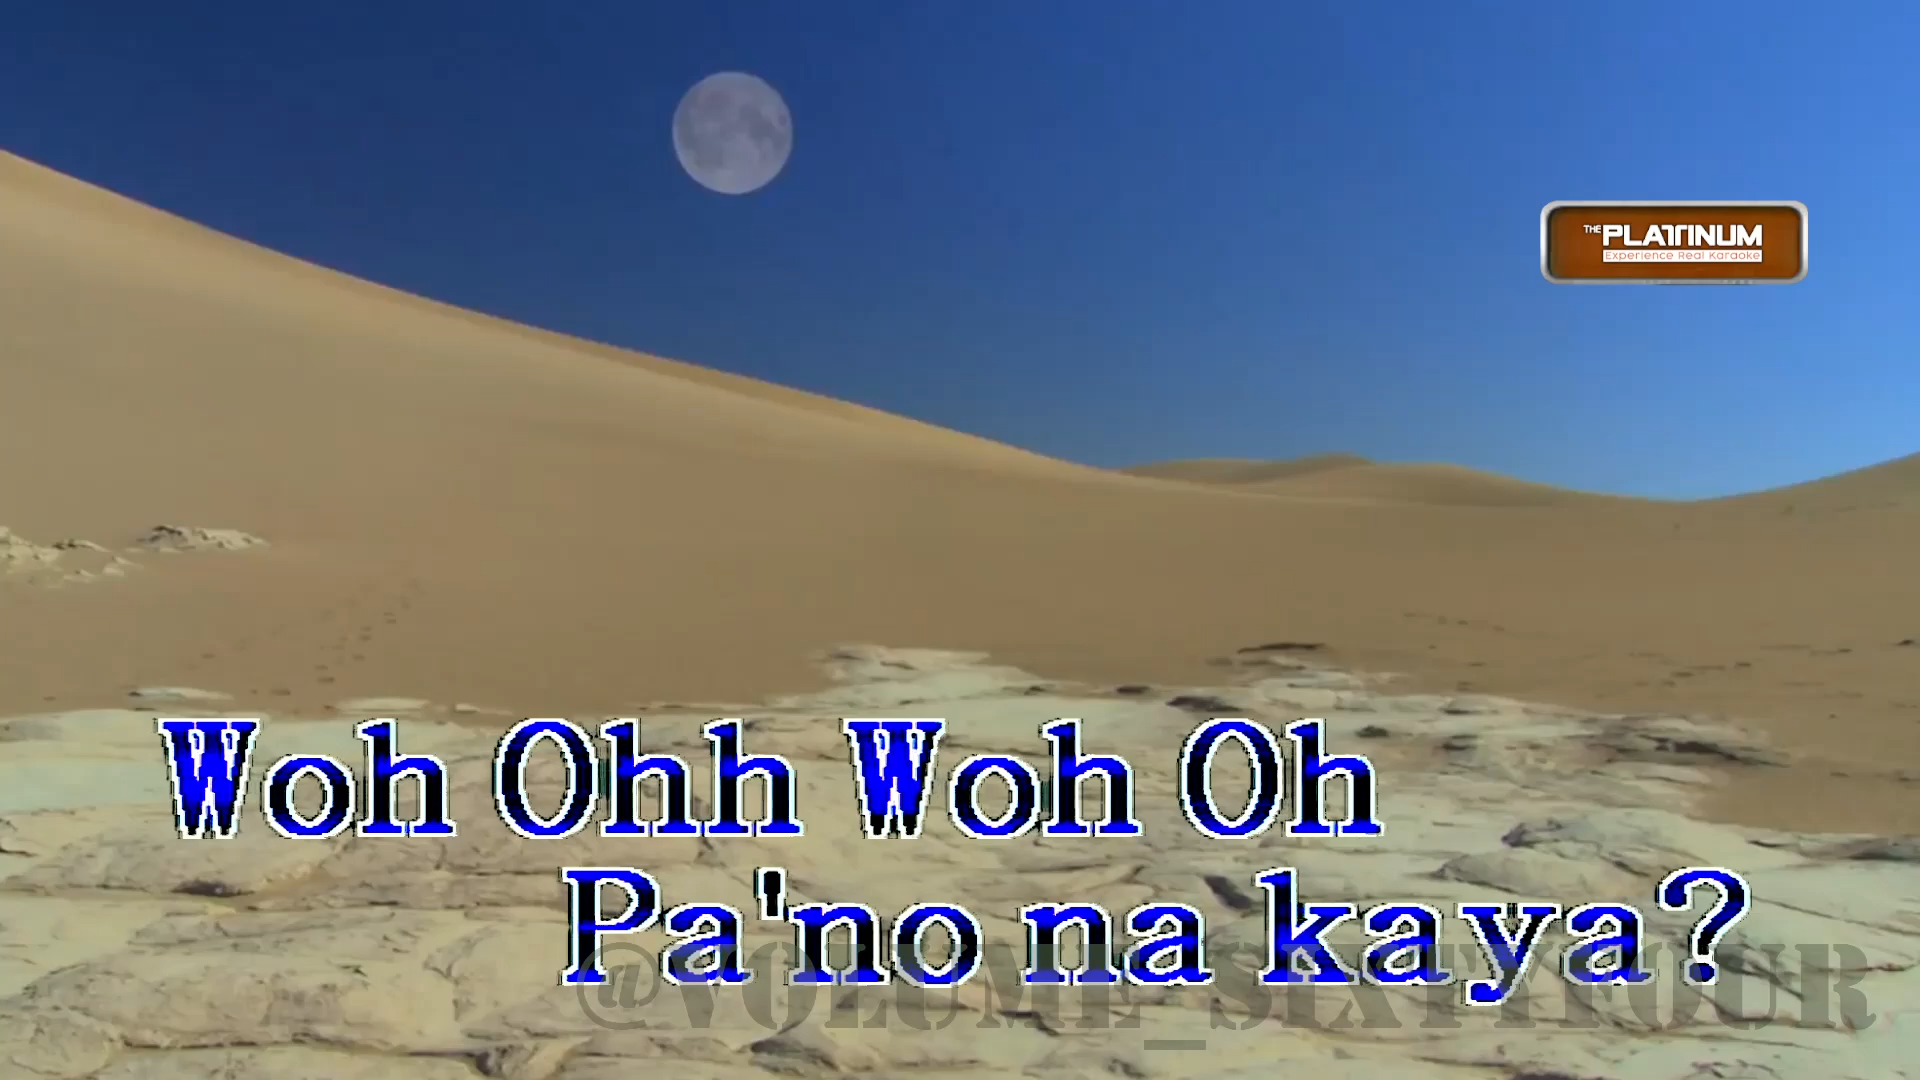 THE PLATINUM
Experience Real Karaoke
Woh Ohh Woh Oh
Pa'no na kaya?
@VOLUME_SIXTYFOUR